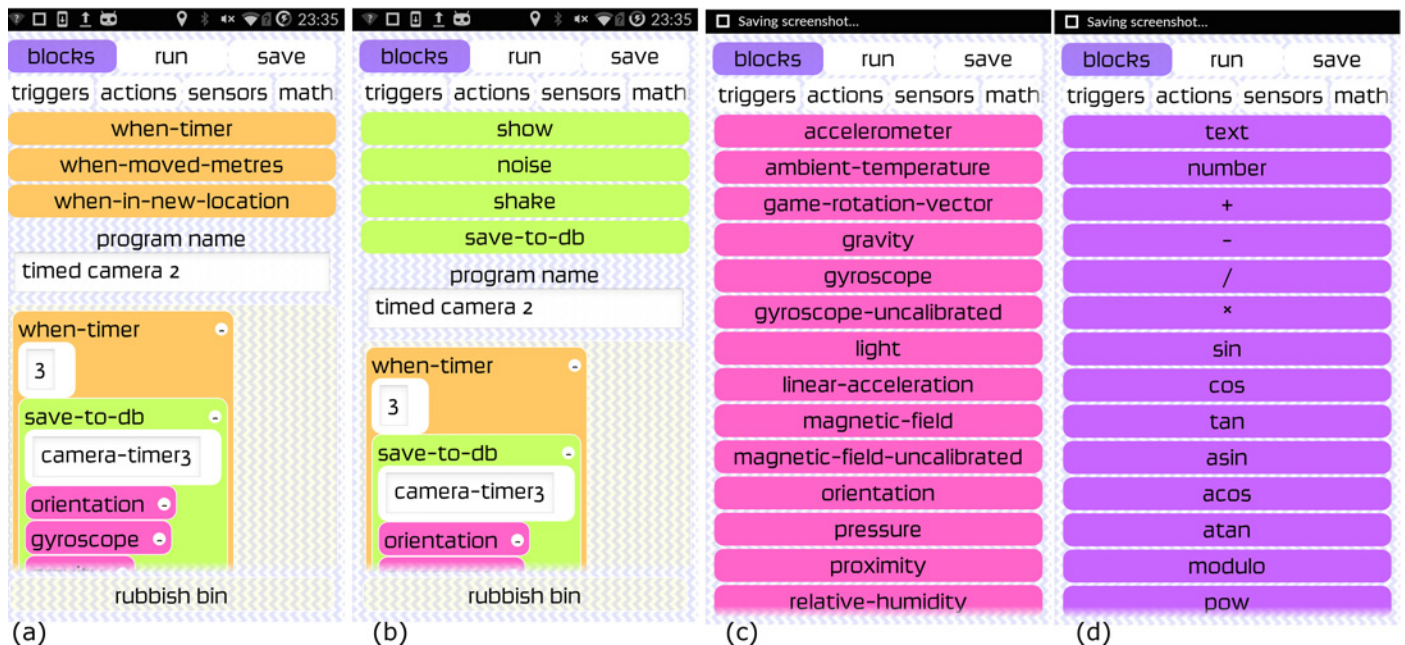 23:35
blocks run save
triggers actions sensors math
when-timer
when-moved-metres
when-in-new-location
program name
timed camera 2
when-timer -
3
save-to-db -
camera-timer3
orientation -
gyroscope -
rubbish bin
(a)
23:35
blocks run save
triggers actions sensors math
show
noise
shake
save-to-db
program name
timed camera 2
when-timer -
3
save-to-db -
camera-timer3
orientation -
rubbish bin
(b)
Saving screenshot...
blocks run save
triggers actions sensors math
accelerometer
ambient-temperature
game-rotation-vector
gravity
gyroscope
gyroscope-uncalibrated
light
linear-acceleration
magnetic-field
magnetic-field-uncalibrated
orientation
pressure
proximity
relative-humidity
(c)
Saving screenshot...
blocks run save
triggers actions sensors math
text
number
+
-
/
×
sin
cos
tan
asin
acos
atan
modulo
pow
(d)